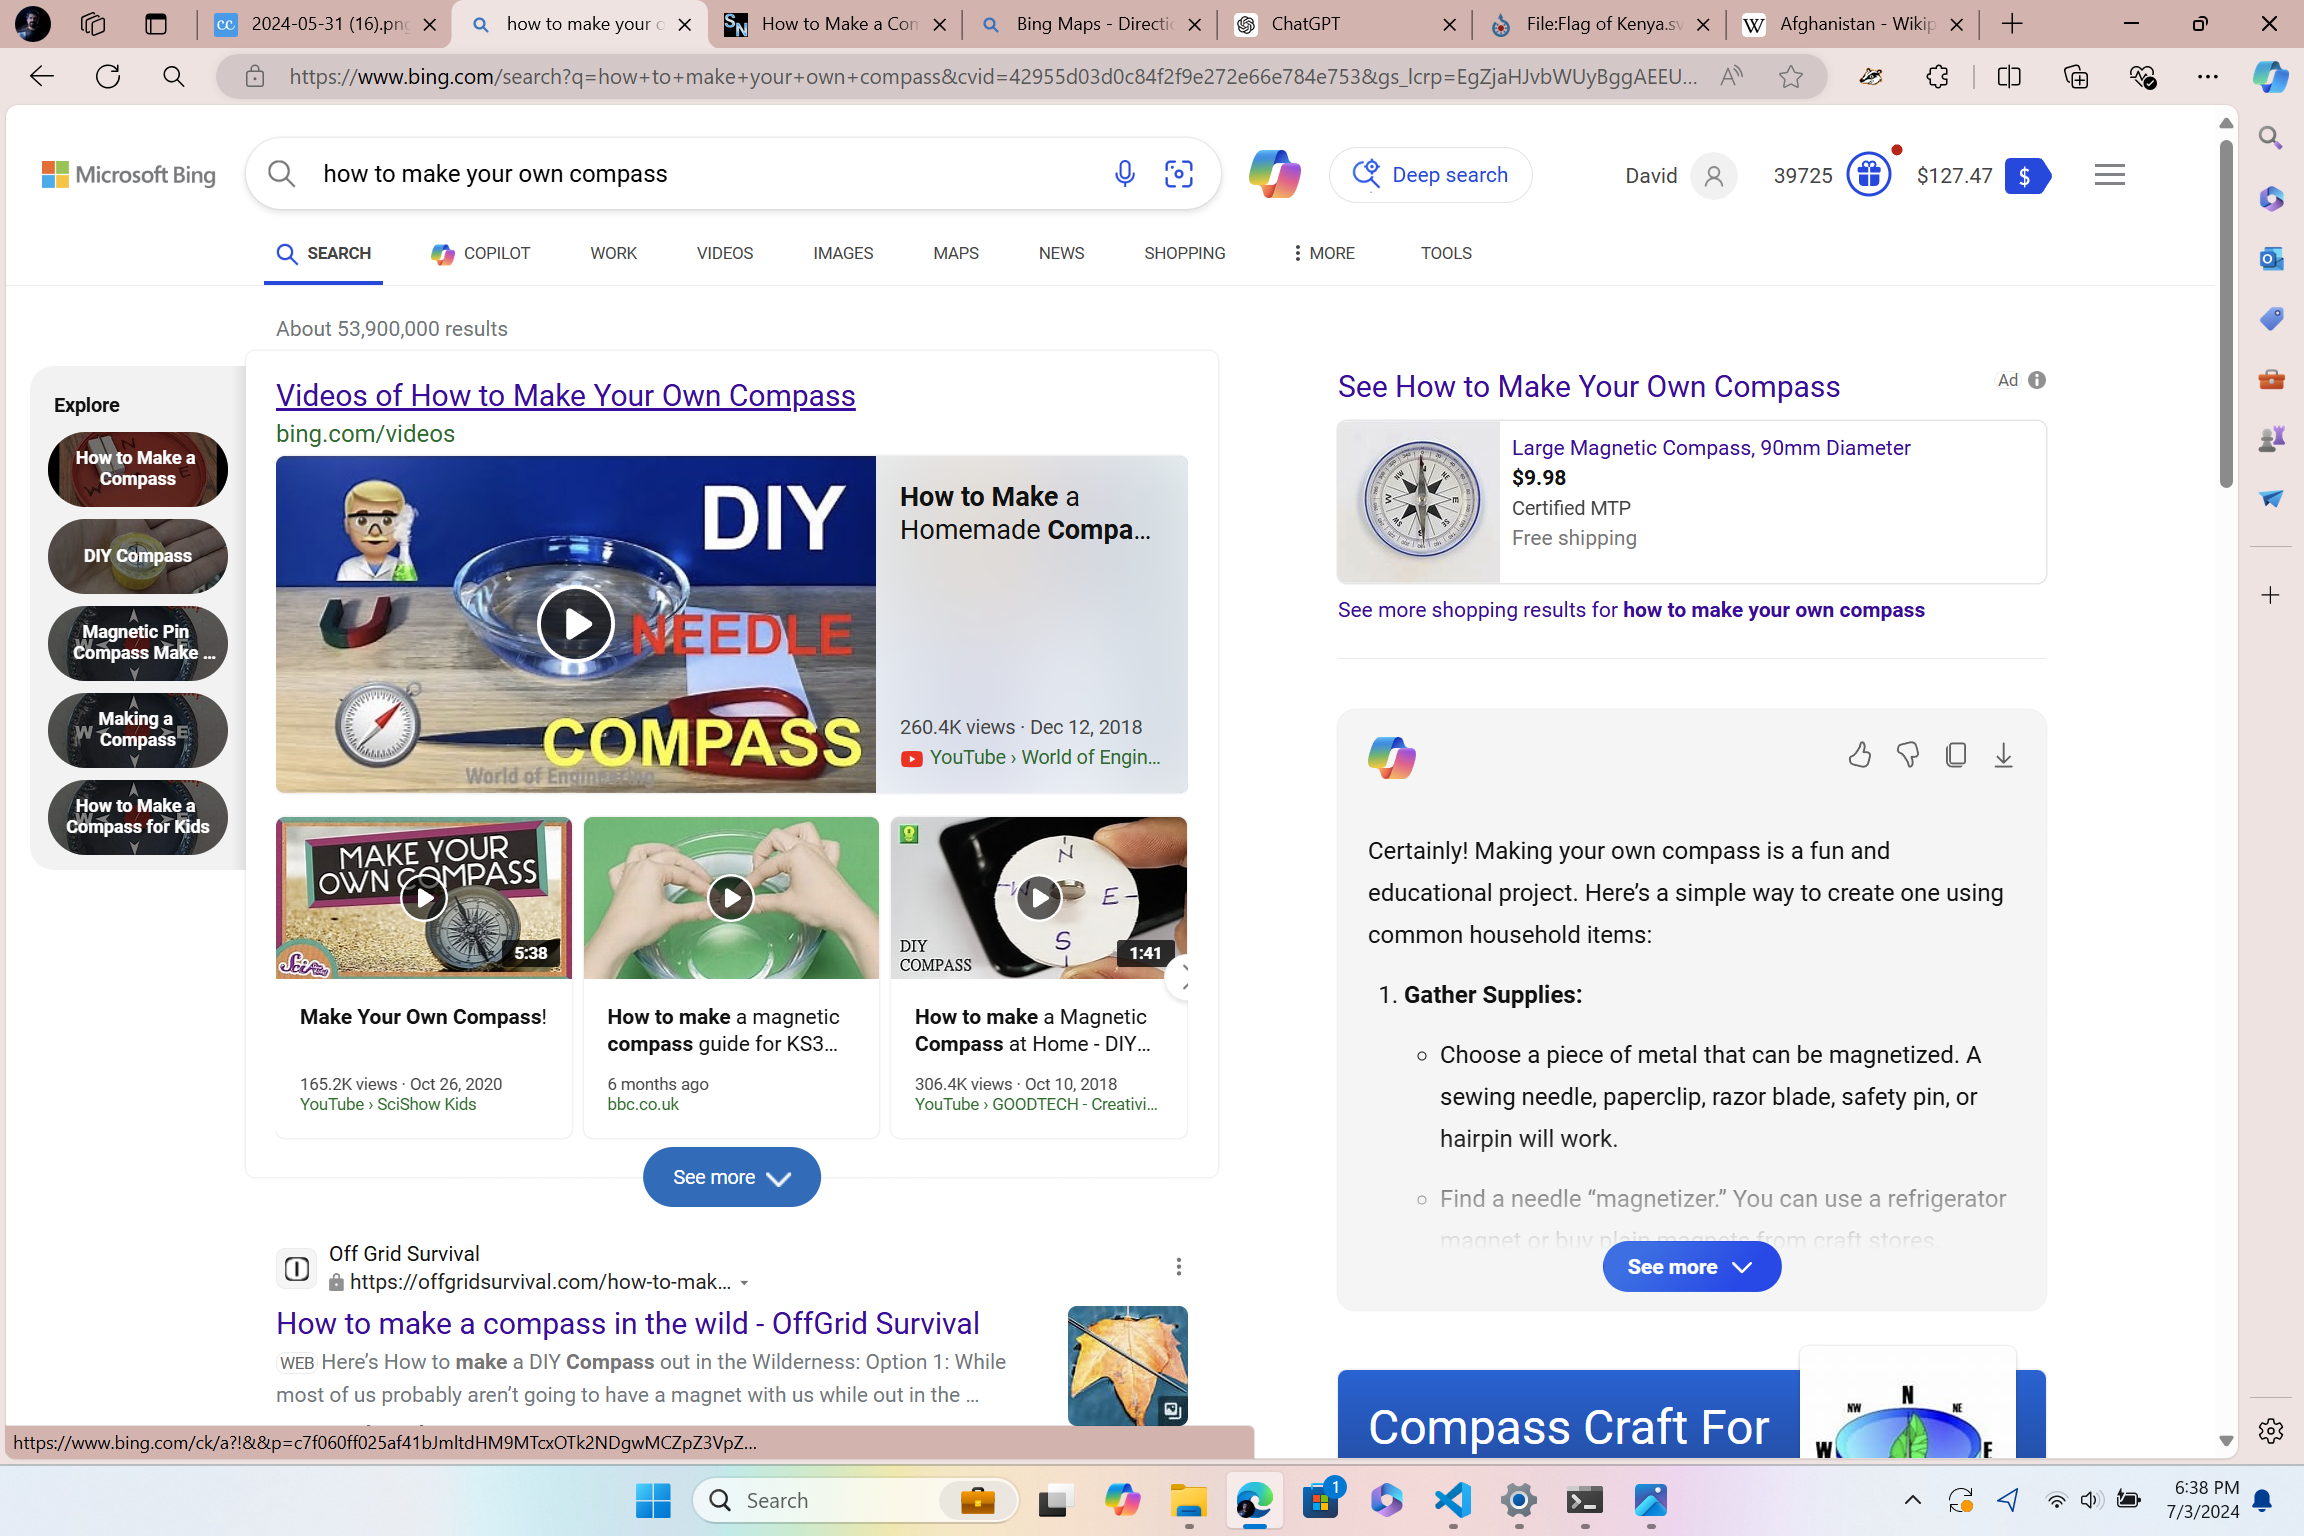 2024-05-31 (16).png
how to make your o
How to Make a Com
Bing Maps - Directio
ChatGPT
File:Flag of Kenya.sv
Afghanistan - Wikip
https://www.bing.com/search?q=how+to+make+your+own+compass&cvid=42955d03d0c84f2f9e272e66e784e753&gs_lcrp=EgZjaHJvbWUyBggAEEU...
Microsoft Bing
how to make your own compass
Deep search
David
39725
$127.47
SEARCH
COPILOT
WORK
VIDEOS
IMAGES
MAPS
NEWS
SHOPPING
MORE
TOOLS
About 53,900,000 results
Explore
How to Make a
Compass
DIY Compass
Magnetic Pin
Compass Make ...
Making a
Compass
How to Make a
Compass for Kids
Videos of How to Make Your Own Compass
bing.com/videos
DIY
NEEDLE
COMPASS
World of Engineering
How to Make a
Homemade Compa...
260.4K views · Dec 12, 2018
YouTube › World of Engin...
MAKE YOUR
OWN COMPASS
5:38
Make Your Own Compass!
165.2K views · Oct 26, 2020
YouTube › SciShow Kids
How to make a magnetic
compass guide for KS3...
6 months ago
bbc.co.uk
N
W
E
S
DIY
COMPASS
1:41
How to make a Magnetic
Compass at Home - DIY...
306.4K views · Oct 10, 2018
YouTube › GOODTECH - Creativi...
See more
Off Grid Survival
https://offgridsurvival.com/how-to-mak...
How to make a compass in the wild - OffGrid Survival
WEB Here's How to make a DIY Compass out in the Wilderness: Option 1: While
most of us probably aren't going to have a magnet with us while out in the ...
See How to Make Your Own Compass
Ad
Large Magnetic Compass, 90mm Diameter
$9.98
Certified MTP
Free shipping
See more shopping results for how to make your own compass
Certainly! Making your own compass is a fun and
educational project. Here's a simple way to create one using
common household items:
1. Gather Supplies:
Choose a piece of metal that can be magnetized. A
sewing needle, paperclip, razor blade, safety pin, or
hairpin will work.
Find a needle “magnetizer.” You can use a refrigerator
magnet or buy plain magnets from craft stores.
See more
Compass Craft For
N
NW
NE
W
E
https://www.bing.com/ck/a?!&&p=c7f060ff025af41bJmltdHM9MTcxOTk2NDgwMCZpZ3VpZ...
Search
1
6:38 PM
7/3/2024